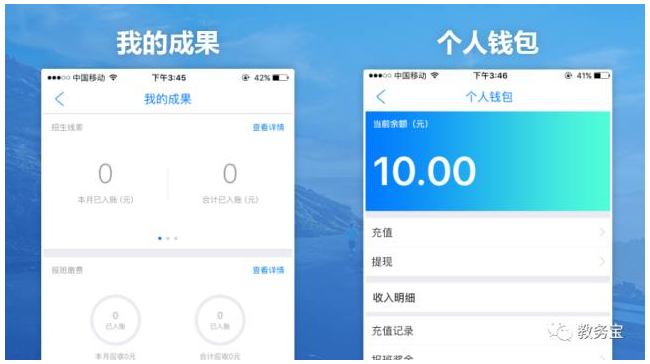 我的成果
●●●○○ 中国移动 下午3:45 42%
我的成果
招生线索 查看详情
0 0
本月已入账(元) 合计已入账(元)
报班缴费 查看详情
0 0
已入账 已入账
本月应收0元 合计应收0元
个人钱包
●●●○○ 中国移动 下午3:46 41%
个人钱包
当前余额(元)
10.00
充值
提现
收入明细
充值记录
报班奖金
教务宝